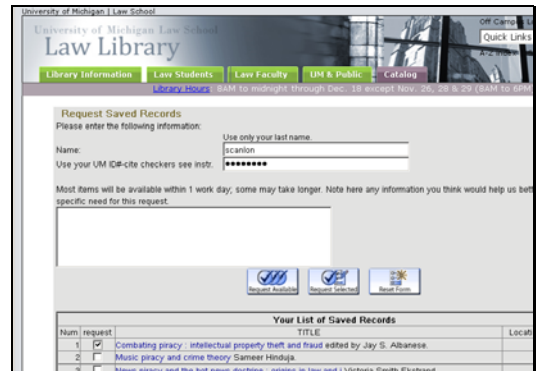 University of Michigan | Law School
University of Michigan Law School
Law Library
Off Campus
Quick Links
Library Information
Law Students
Law Faculty
UM & Public
Catalog
Library Hours: 8AM to midnight through Dec. 18 except Nov. 26, 28 & 29 (8AM to 6PM)
Request Saved Records
Please enter the following information:
Use only your last name.
Name:
scanlon
Use your UM ID#-cite checkers see instr.
••••••••
Most items will be available within 1 work day; some may take longer. Note here any information you think would help us
specific need for this request.
Request Available
Request Selected
Reset Form
Your List of Saved Records
Num
request
TITLE
1
Combating piracy : intellectual property theft and fraud edited by Jay S. Albanese.
2
Music piracy and crime theory Sameer Hinduja.